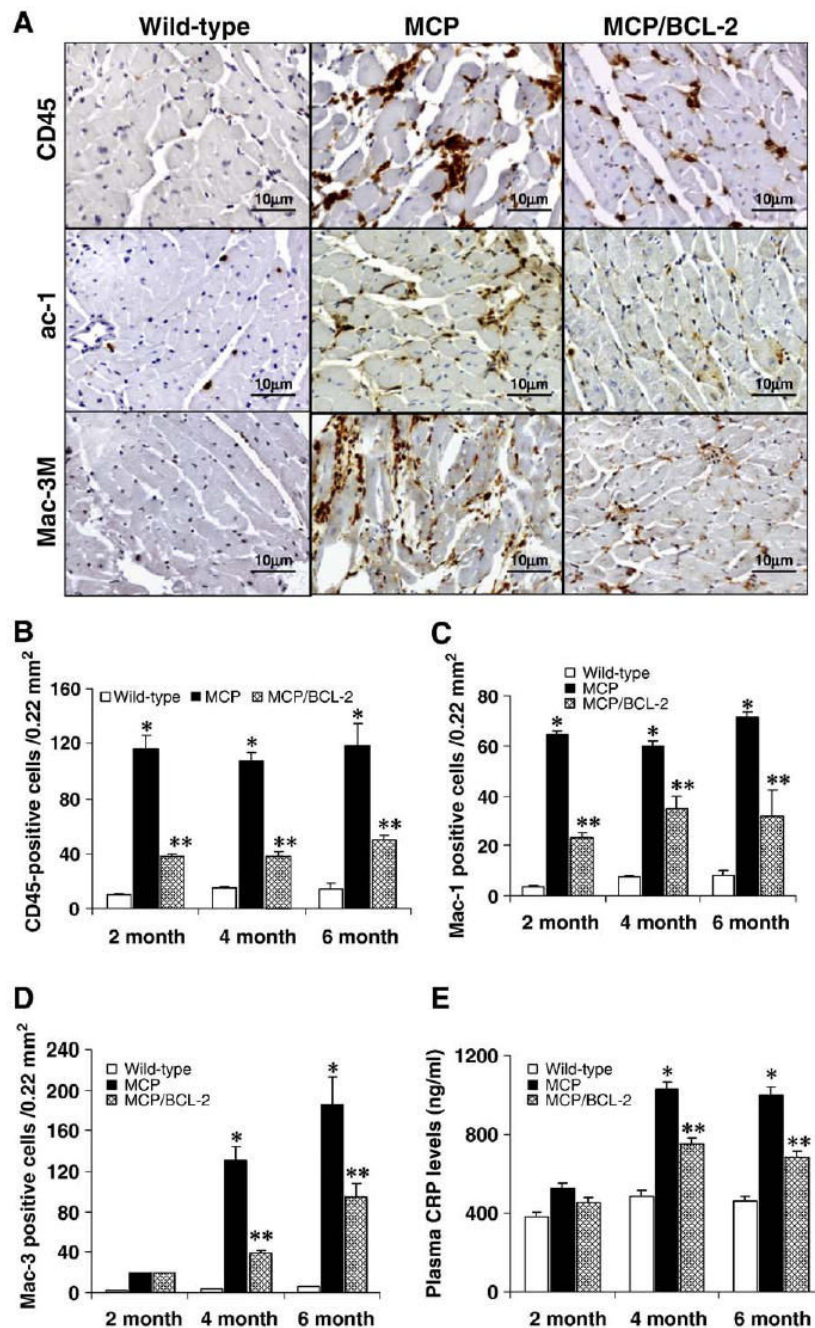 A
Wild-type MCP MCP/BCL-2
CD45
10µm 10µm 10µm
ac-1
10µm 10µm 10µm
Mac-3M
10µm 10µm 10µm
B
CD45-positive cells /0.22 mm²
160
120
80
40
0
Wild-type MCP MCP/BCL-2
* ** * ** * **
2 month 4 month 6 month
C
Mac-1 positive cells /0.22 mm²
80
60
40
20
0
Wild-type
MCP
MCP/BCL-2
* ** * ** * **
2 month 4 month 6 month
D
Mac-3 positive cells /0.22 mm²
240
200
160
120
80
40
0
Wild-type
MCP
MCP/BCL-2
* ** * **
2 month 4 month 6 month
E
Plasma CRP levels (ng/ml)
1200
800
400
0
Wild-type
MCP
MCP/BCL-2
* ** * **
2 month 4 month 6 month